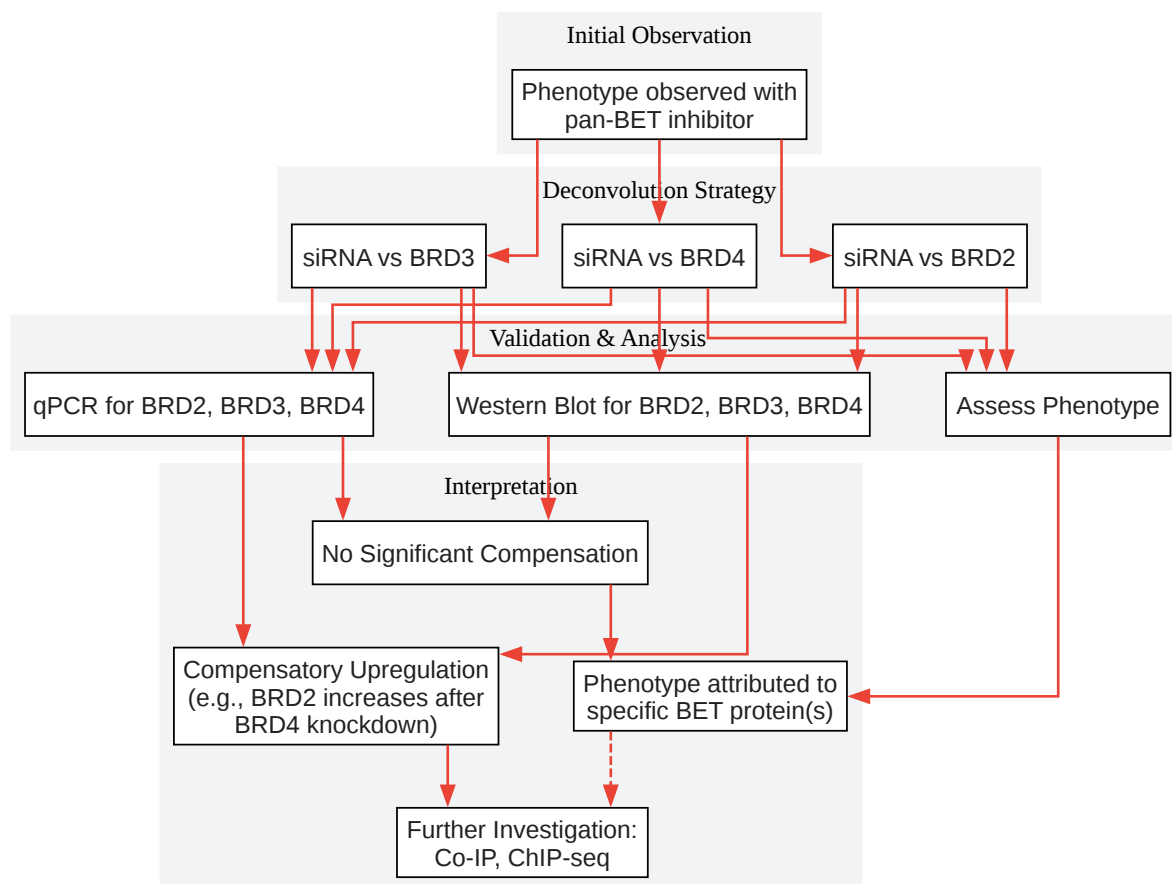 Initial Observation
Phenotype observed with
pan-BET inhibitor
Deconvolution Strategy
siRNA vs BRD3
siRNA vs BRD4
siRNA vs BRD2
Validation & Analysis
qPCR for BRD2, BRD3, BRD4
Western Blot for BRD2, BRD3, BRD4
Assess Phenotype
Interpretation
No Significant Compensation
Compensatory Upregulation
(e.g., BRD2 increases after
BRD4 knockdown)
Phenotype attributed to
specific BET protein(s)
Further Investigation:
Co-IP, ChIP-seq